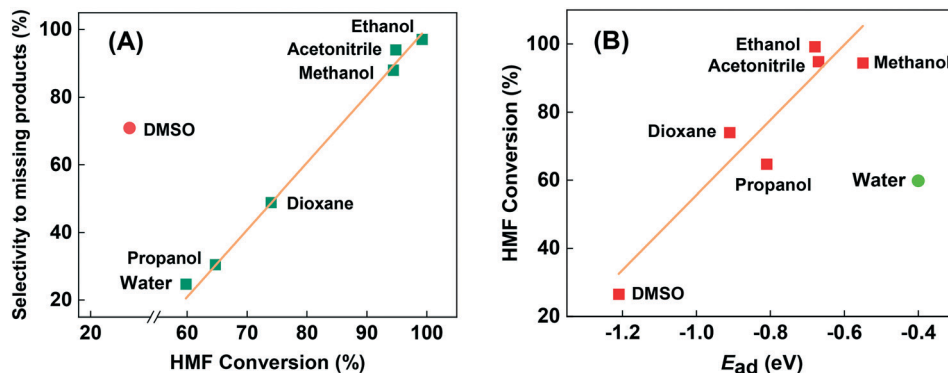 (A)
Selectivity to missing products (%)
100
80
60
40
20
Ethanol
Acetonitrile
Methanol
DMSO
Dioxane
Propanol
Water
20 60 70 80 90 100
HMF Conversion (%)
(B)
HMF Conversion (%)
100
80
60
40
20
Ethanol
Acetonitrile
Methanol
Dioxane
Propanol
Water
DMSO
-1.2 -1.0 -0.8 -0.6 -0.4
Ead (eV)